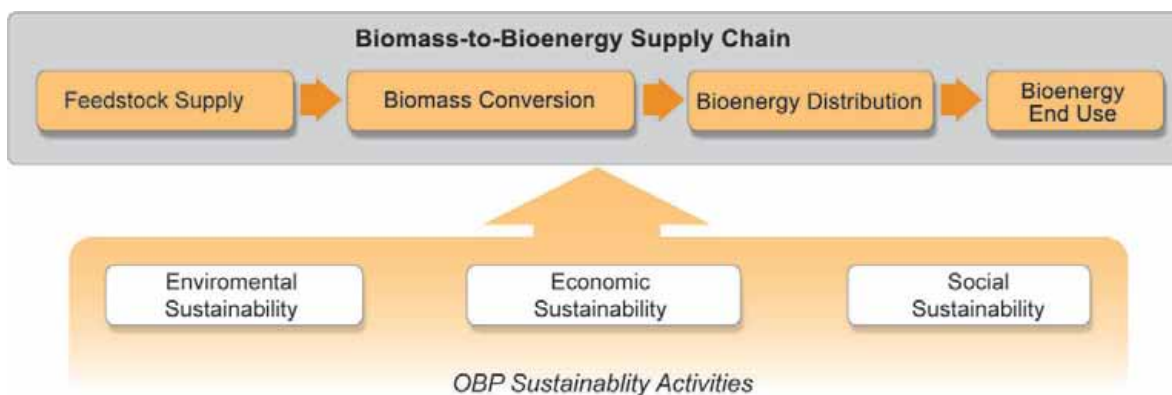 Biomass-to-Bioenergy Supply Chain
Feedstock Supply
Biomass Conversion
Bioenergy Distribution
Bioenergy
End Use
Enviromental
Sustainability
Economic
Sustainability
Social
Sustainability
OBP Sustainablity Activities